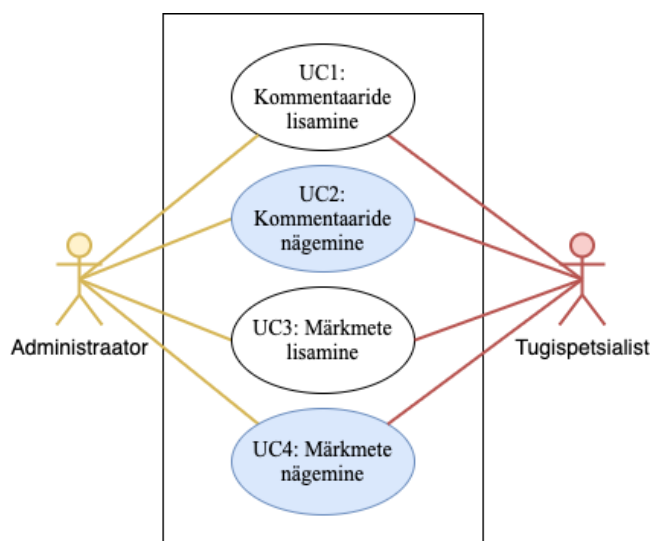 UC1:
Kommentaaride
lisamine
UC2:
Kommentaaride
nägemine
UC3: Märkmete
lisamine
Administraator
Tugispetsialist
UC4: Märkmete
nägemine